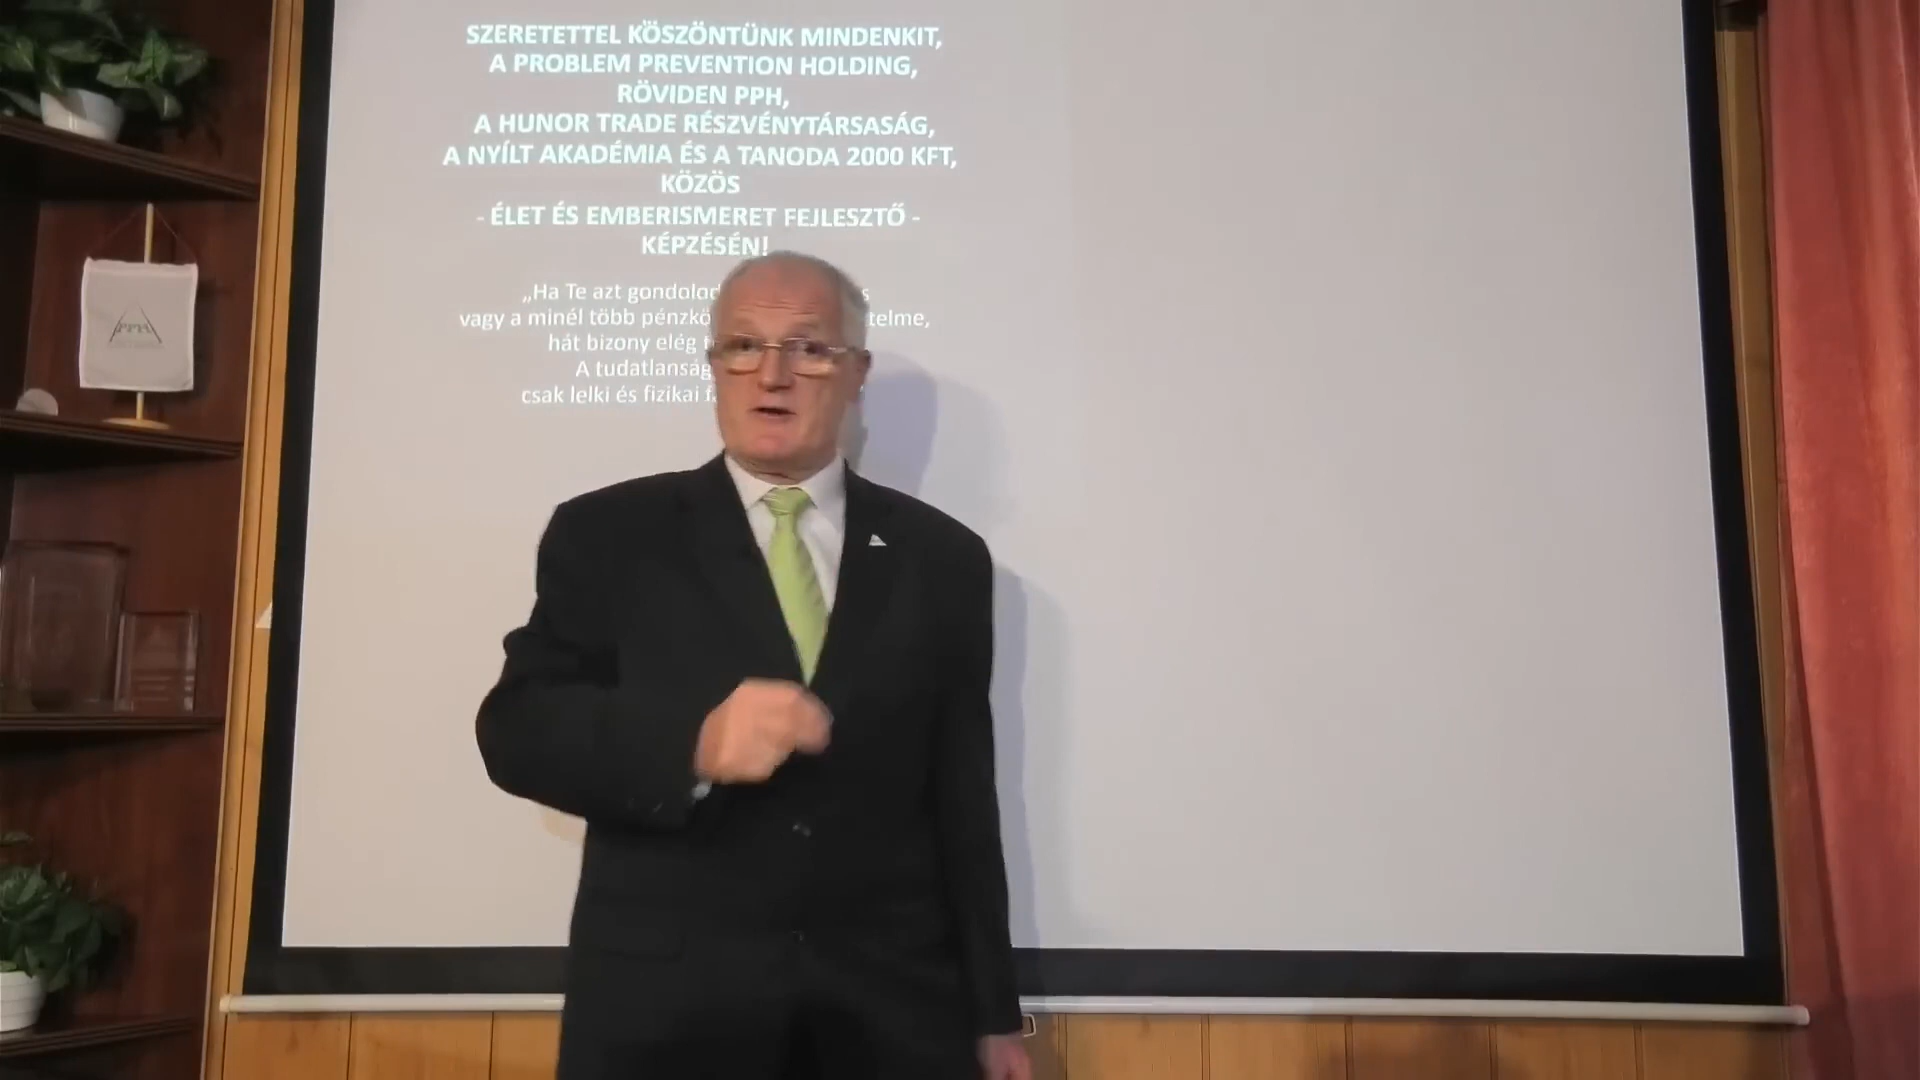 SZERETETTEL KÖSZÖNTÜNK MINDENKIT,
A PROBLEM PREVENTION HOLDING,
RÖVIDEN PPH,
A HUNOR TRADE RÉSZVÉNYTÁRSASÁG,
A NYÍLT AKADÉMIA ÉS A TANODA 2000 KFT,
KÖZÖS
- ÉLET ÉS EMBERISMERET FEJLESZTŐ -
KÉPZÉSÉN!
„Ha Te azt gondolod
vagy a minél több telme,
hát bizony elég
A tudatlanság
csak lelki és fizikai
PPH